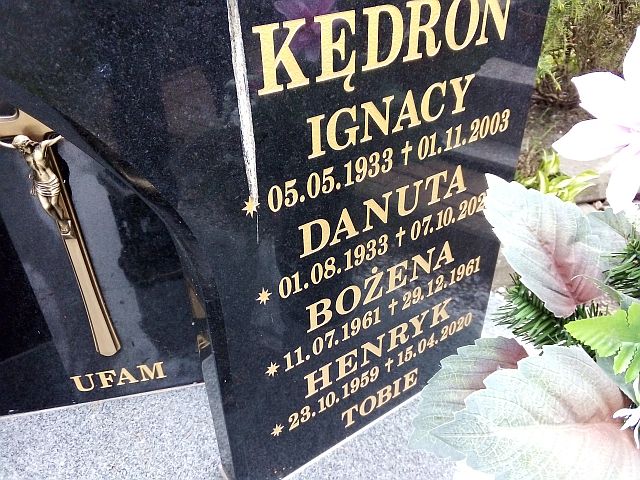 KĘDROŃ
IGNACY
* 05.05.1933 † 01.11.2003
DANUTA
* 01.08.1933 † 07.10.202
BOŻENA
* 11.07.1961 † 29.12.1961
HENRYK
* 23.10.1959 † 15.04.2020
UFAM
TOBIE